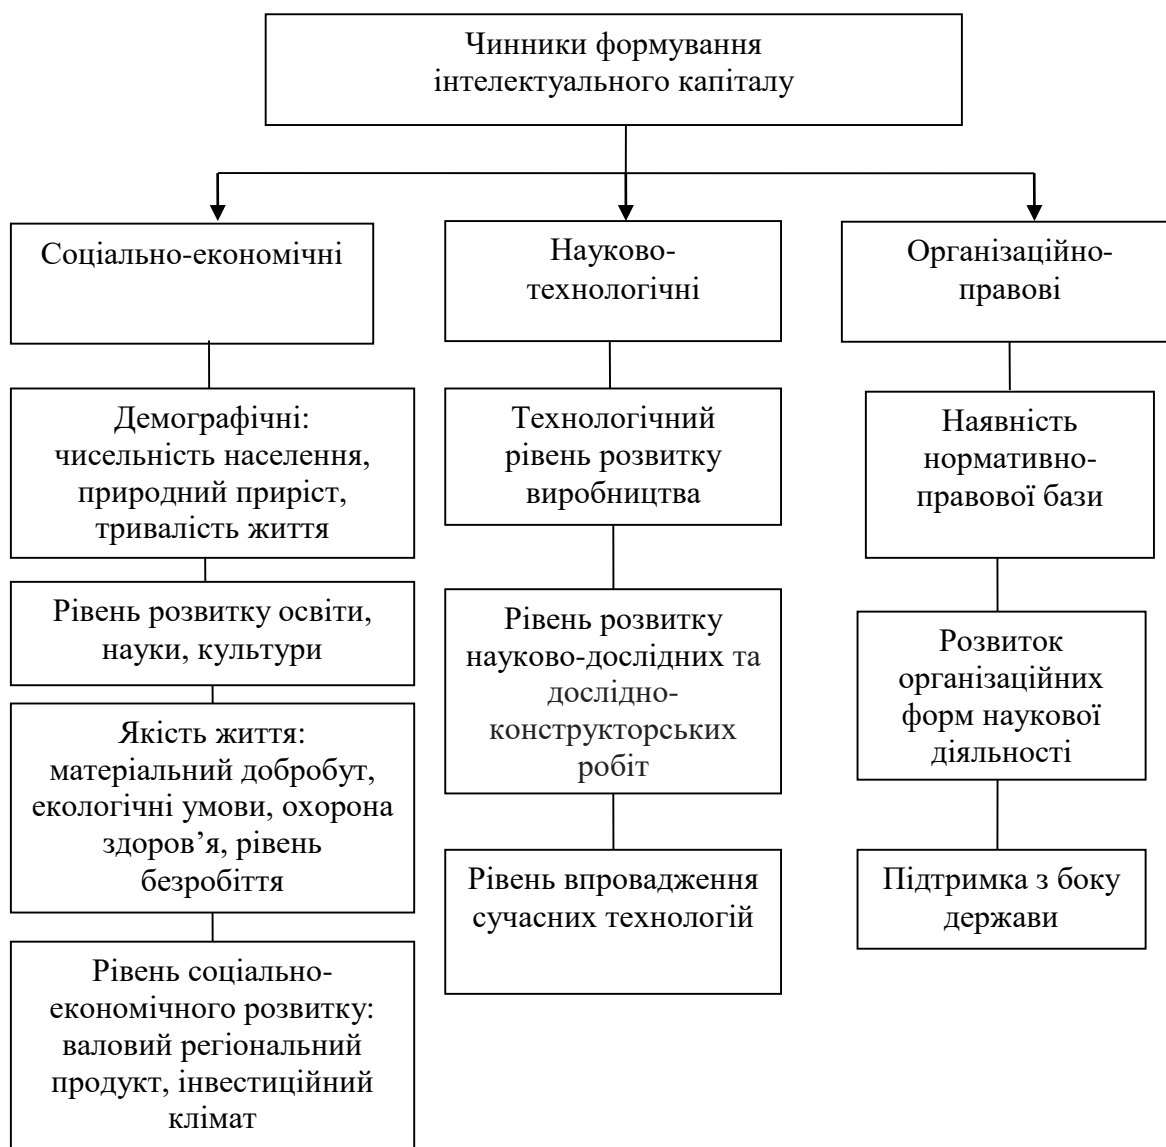 Чинники формування
інтелектуального капіталу
Соціально-економічні
Науково-
технологічні
Організаційно-
правові
Демографічні:
чисельність населення,
природний приріст,
тривалість життя
Рівень розвитку освіти,
науки, культури
Якість життя:
матеріальний добробут,
екологічні умови, охорона
здоров’я, рівень
безробіття
Рівень соціально-
економічного розвитку:
валовий регіональний
продукт, інвестиційний
клімат
Технологічний
рівень розвитку
виробництва
Рівень розвитку
науково-дослідних та
дослідно-
конструкторських
робіт
Рівень впровадження
сучасних технологій
Наявність
нормативно-
правової бази
Розвиток
організаційних
форм наукової
діяльності
Підтримка з боку
держави